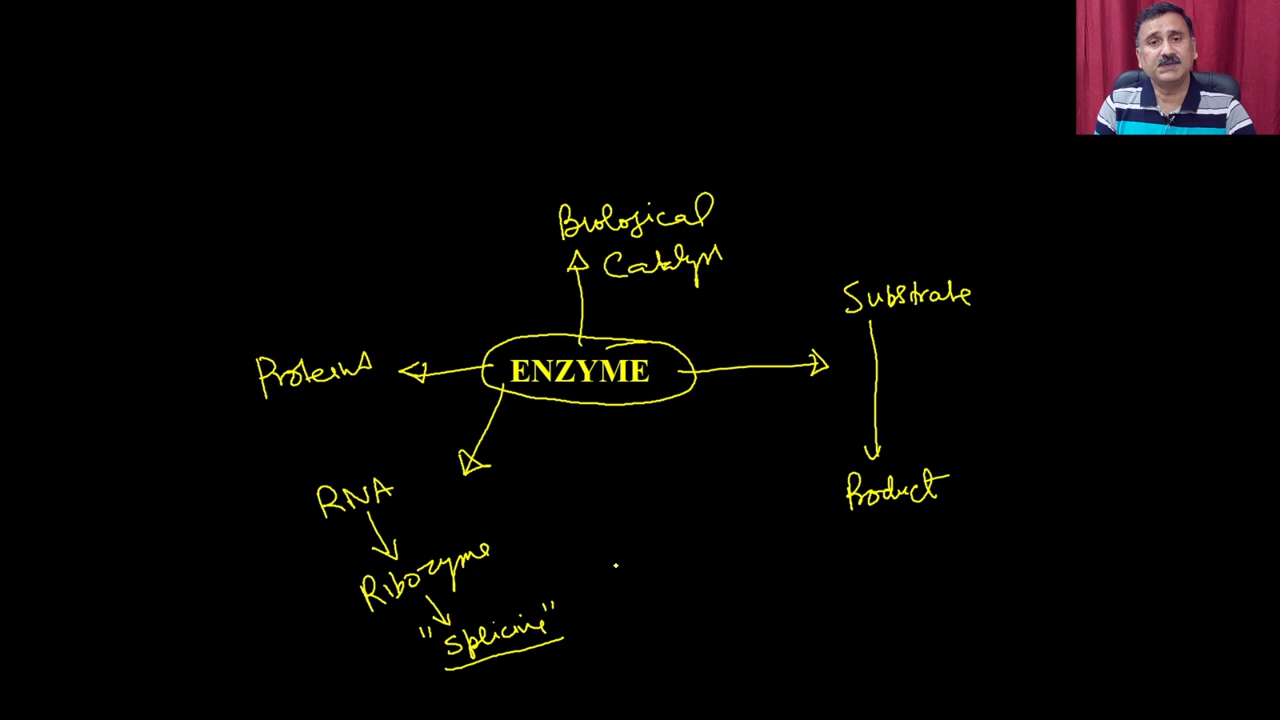 Biological
Catalyst
Substrate
Proteins
ENZYME
RNA
Product
Ribozyme
"Splicing"